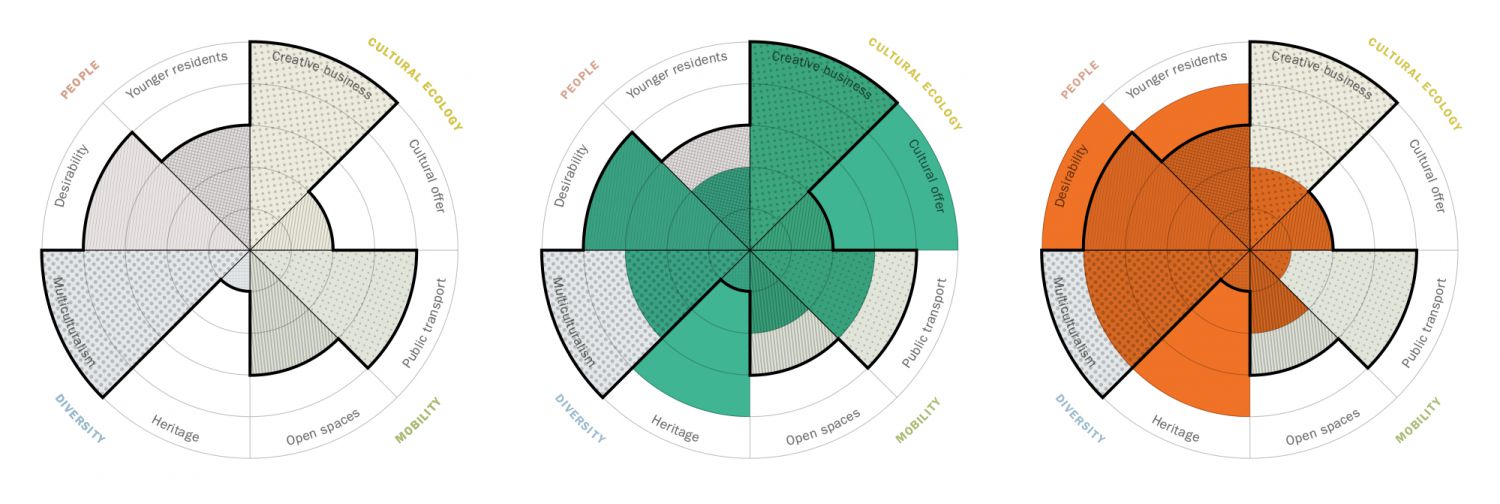 PEOPLE
Younger residents
Creative business
CULTURAL ECOLOGY
Desirability
Cultural offer
Multiculturalism
Public transport
DIVERSITY
Heritage
Open spaces
MOBILITY
PEOPLE
Younger residents
Creative business
CULTURAL ECOLOGY
Desirability
Cultural offer
Multiculturalism
Public transport
DIVERSITY
Heritage
Open spaces
MOBILITY
PEOPLE
Younger residents
Creative business
CULTURAL ECOLOGY
Desirability
Cultural offer
Multiculturalism
Public transport
DIVERSITY
Heritage
Open spaces
MOBILITY